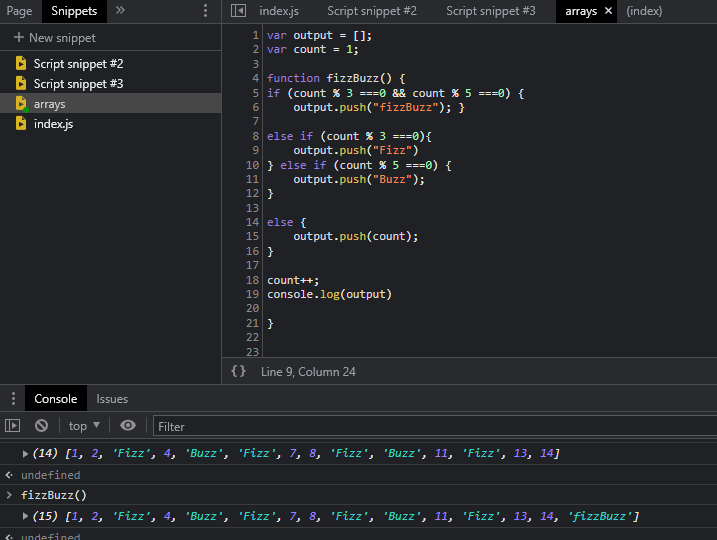 Page Snippets » index.js Script snippet #2 Script snippet #3 arrays × (index)
+ New snippet
Script snippet #2
Script snippet #3
arrays
index.js
1 var output = [];
2 var count = 1;
3
4 function fizzBuzz() {
5 if (count % 3 ===0 && count % 5 ===0) {
6     output.push("fizzBuzz"); }
7
8 else if (count % 3 ===0){
9     output.push("Fizz")
10 } else if (count % 5 ===0) {
11     output.push("Buzz");
12 }
13
14 else {
15     output.push(count);
16 }
17
18 count++;
19 console.log(output)
20
21 }
22
23
{} Line 9, Column 24
Console Issues
top ▼ Filter
(14) [1, 2, 'Fizz', 4, 'Buzz', 'Fizz', 7, 8, 'Fizz', 'Buzz', 11, 'Fizz', 13, 14]
undefined
> fizzBuzz()
(15) [1, 2, 'Fizz', 4, 'Buzz', 'Fizz', 7, 8, 'Fizz', 'Buzz', 11, 'Fizz', 13, 14, 'fizzBuzz']
undefined